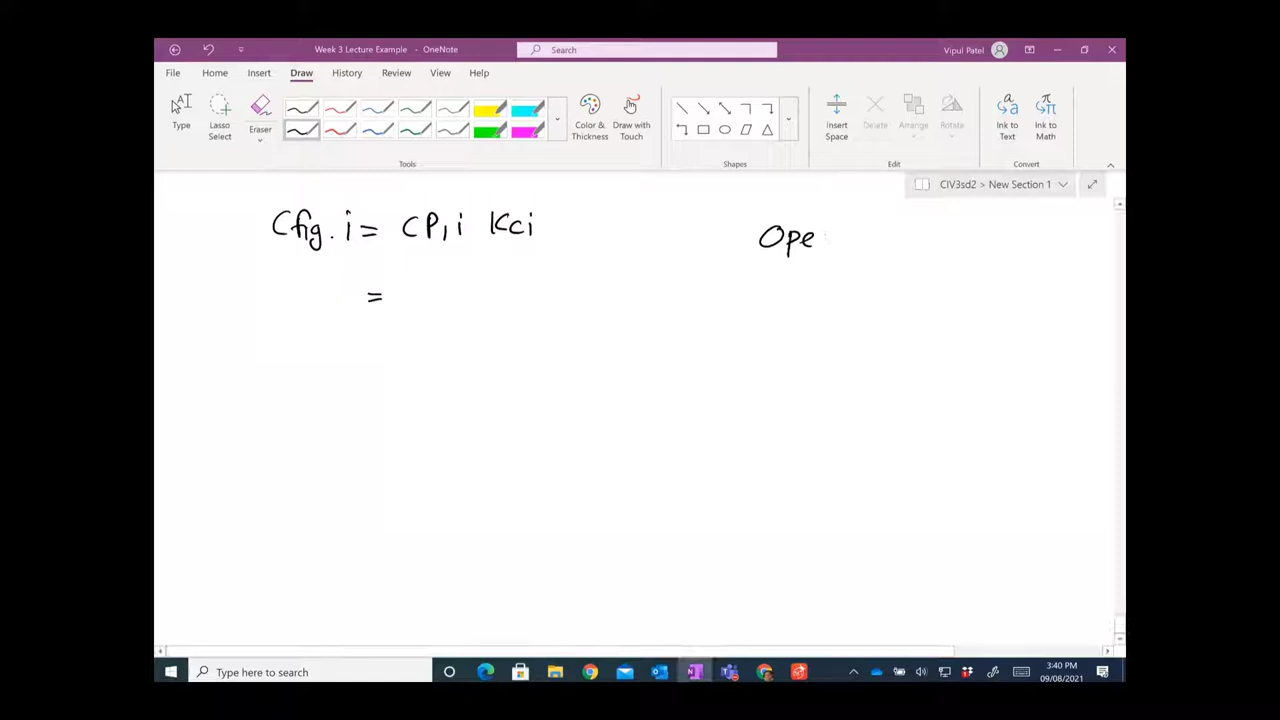 Week 3 Lecture Example - OneNote
Search
Vipul Patel
File Home Insert Draw History Review View Help
Type
Lasso Select
Eraser
Color & Thickness
Draw with Touch
Insert Space
Delete
Arrange
Rotate
Ink to Text
Ink to Math
Tools
Shapes
Edit
Convert
CIV3sd2 > New Section 1
Cfig.i = CP,i Kci
Ope
=
Type here to search
3:40 PM
09/08/2021